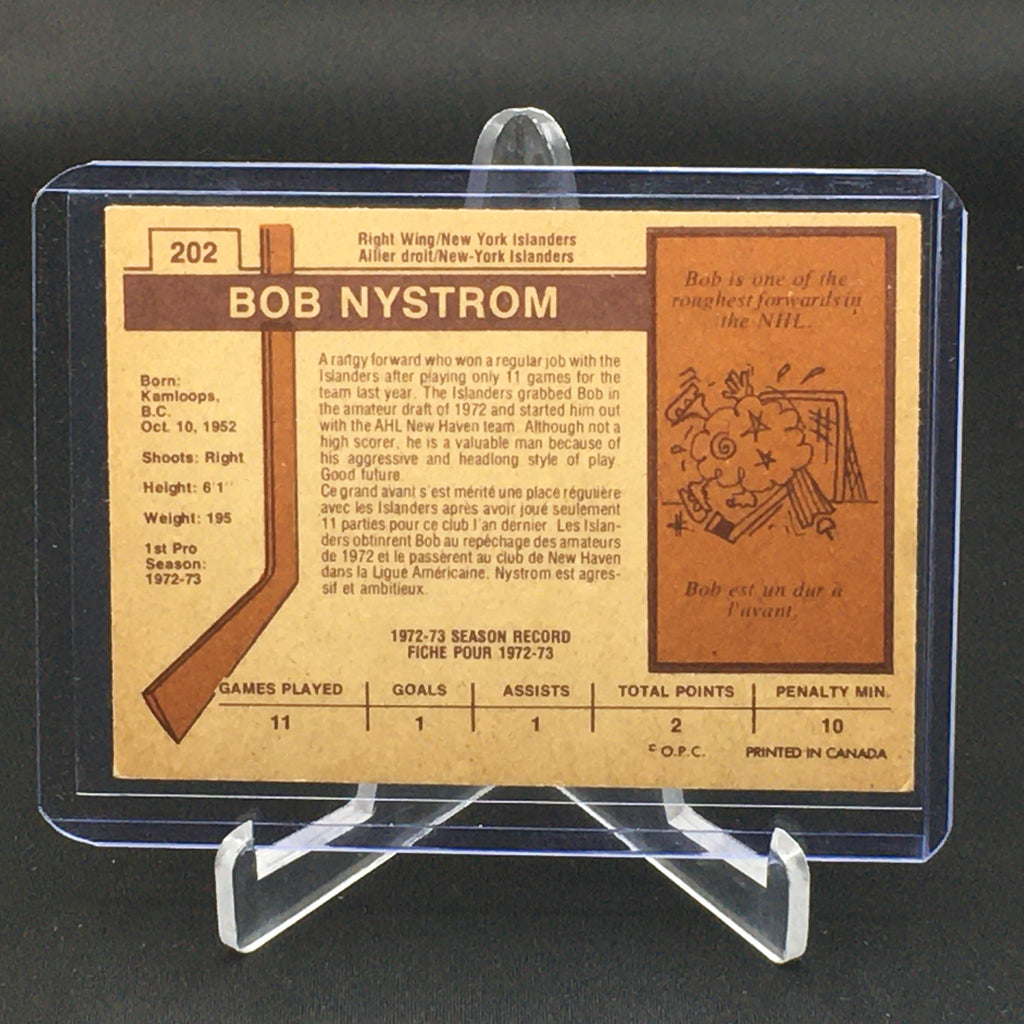 202
Right Wing/New York Islanders
Ailier droit/New-York Islanders
BOB NYSTROM
Born:
Kamloops,
B.C.
Oct. 10, 1952
Shoots: Right
Height: 6'1"
Weight: 195
1st Pro
Season:
1972-73
A rangy forward who won a regular job with the
Islanders after playing only 11 games for the
team last year. The Islanders grabbed Bob in
the amateur draft of 1972 and started him out
with the AHL New Haven team. Although not a
high scorer, he is a valuable man because of
his aggressive and headlong style of play.
Good future.
Ce grand avant s'est mérité une place régulière
avec les Islanders après avoir joué seulement
11 parties pour ce club l'an dernier. Les Islan-
ders obtinrent Bob au repêchage des amateurs
de 1972 et le passèrent au club de New Haven
dans la Ligue Américaine. Nystrom est agres-
sif et ambitieux.
Bob is one of the
roughest forwards in
the NHL.
Bob est un dur à
l'avant.
1972-73 SEASON RECORD
FICHE POUR 1972-73
GAMES PLAYED GOALS ASSISTS TOTAL POINTS PENALTY MIN.
11 1 1 2 10
© O.P.C. PRINTED IN CANADA